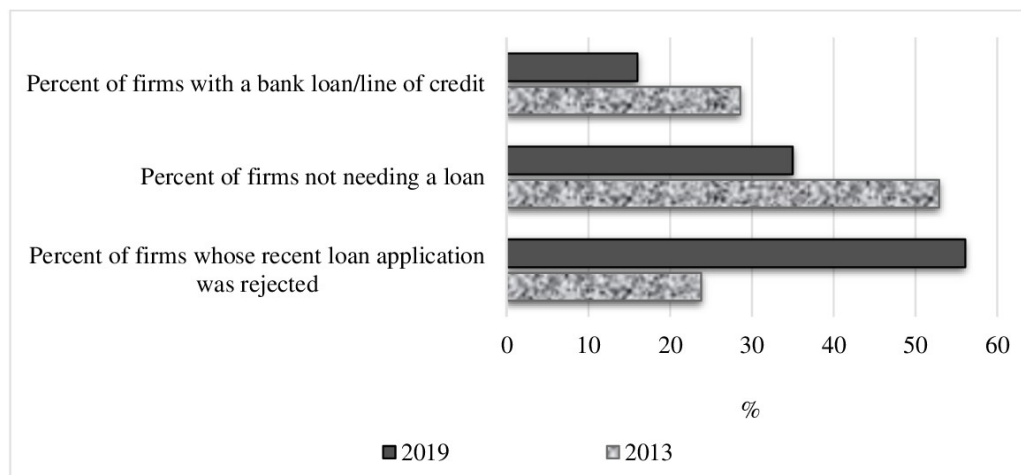 Percent of firms with a bank loan/line of credit
Percent of firms not needing a loan
Percent of firms whose recent loan application
was rejected
0 10 20 30 40 50 60
%
2019 2013